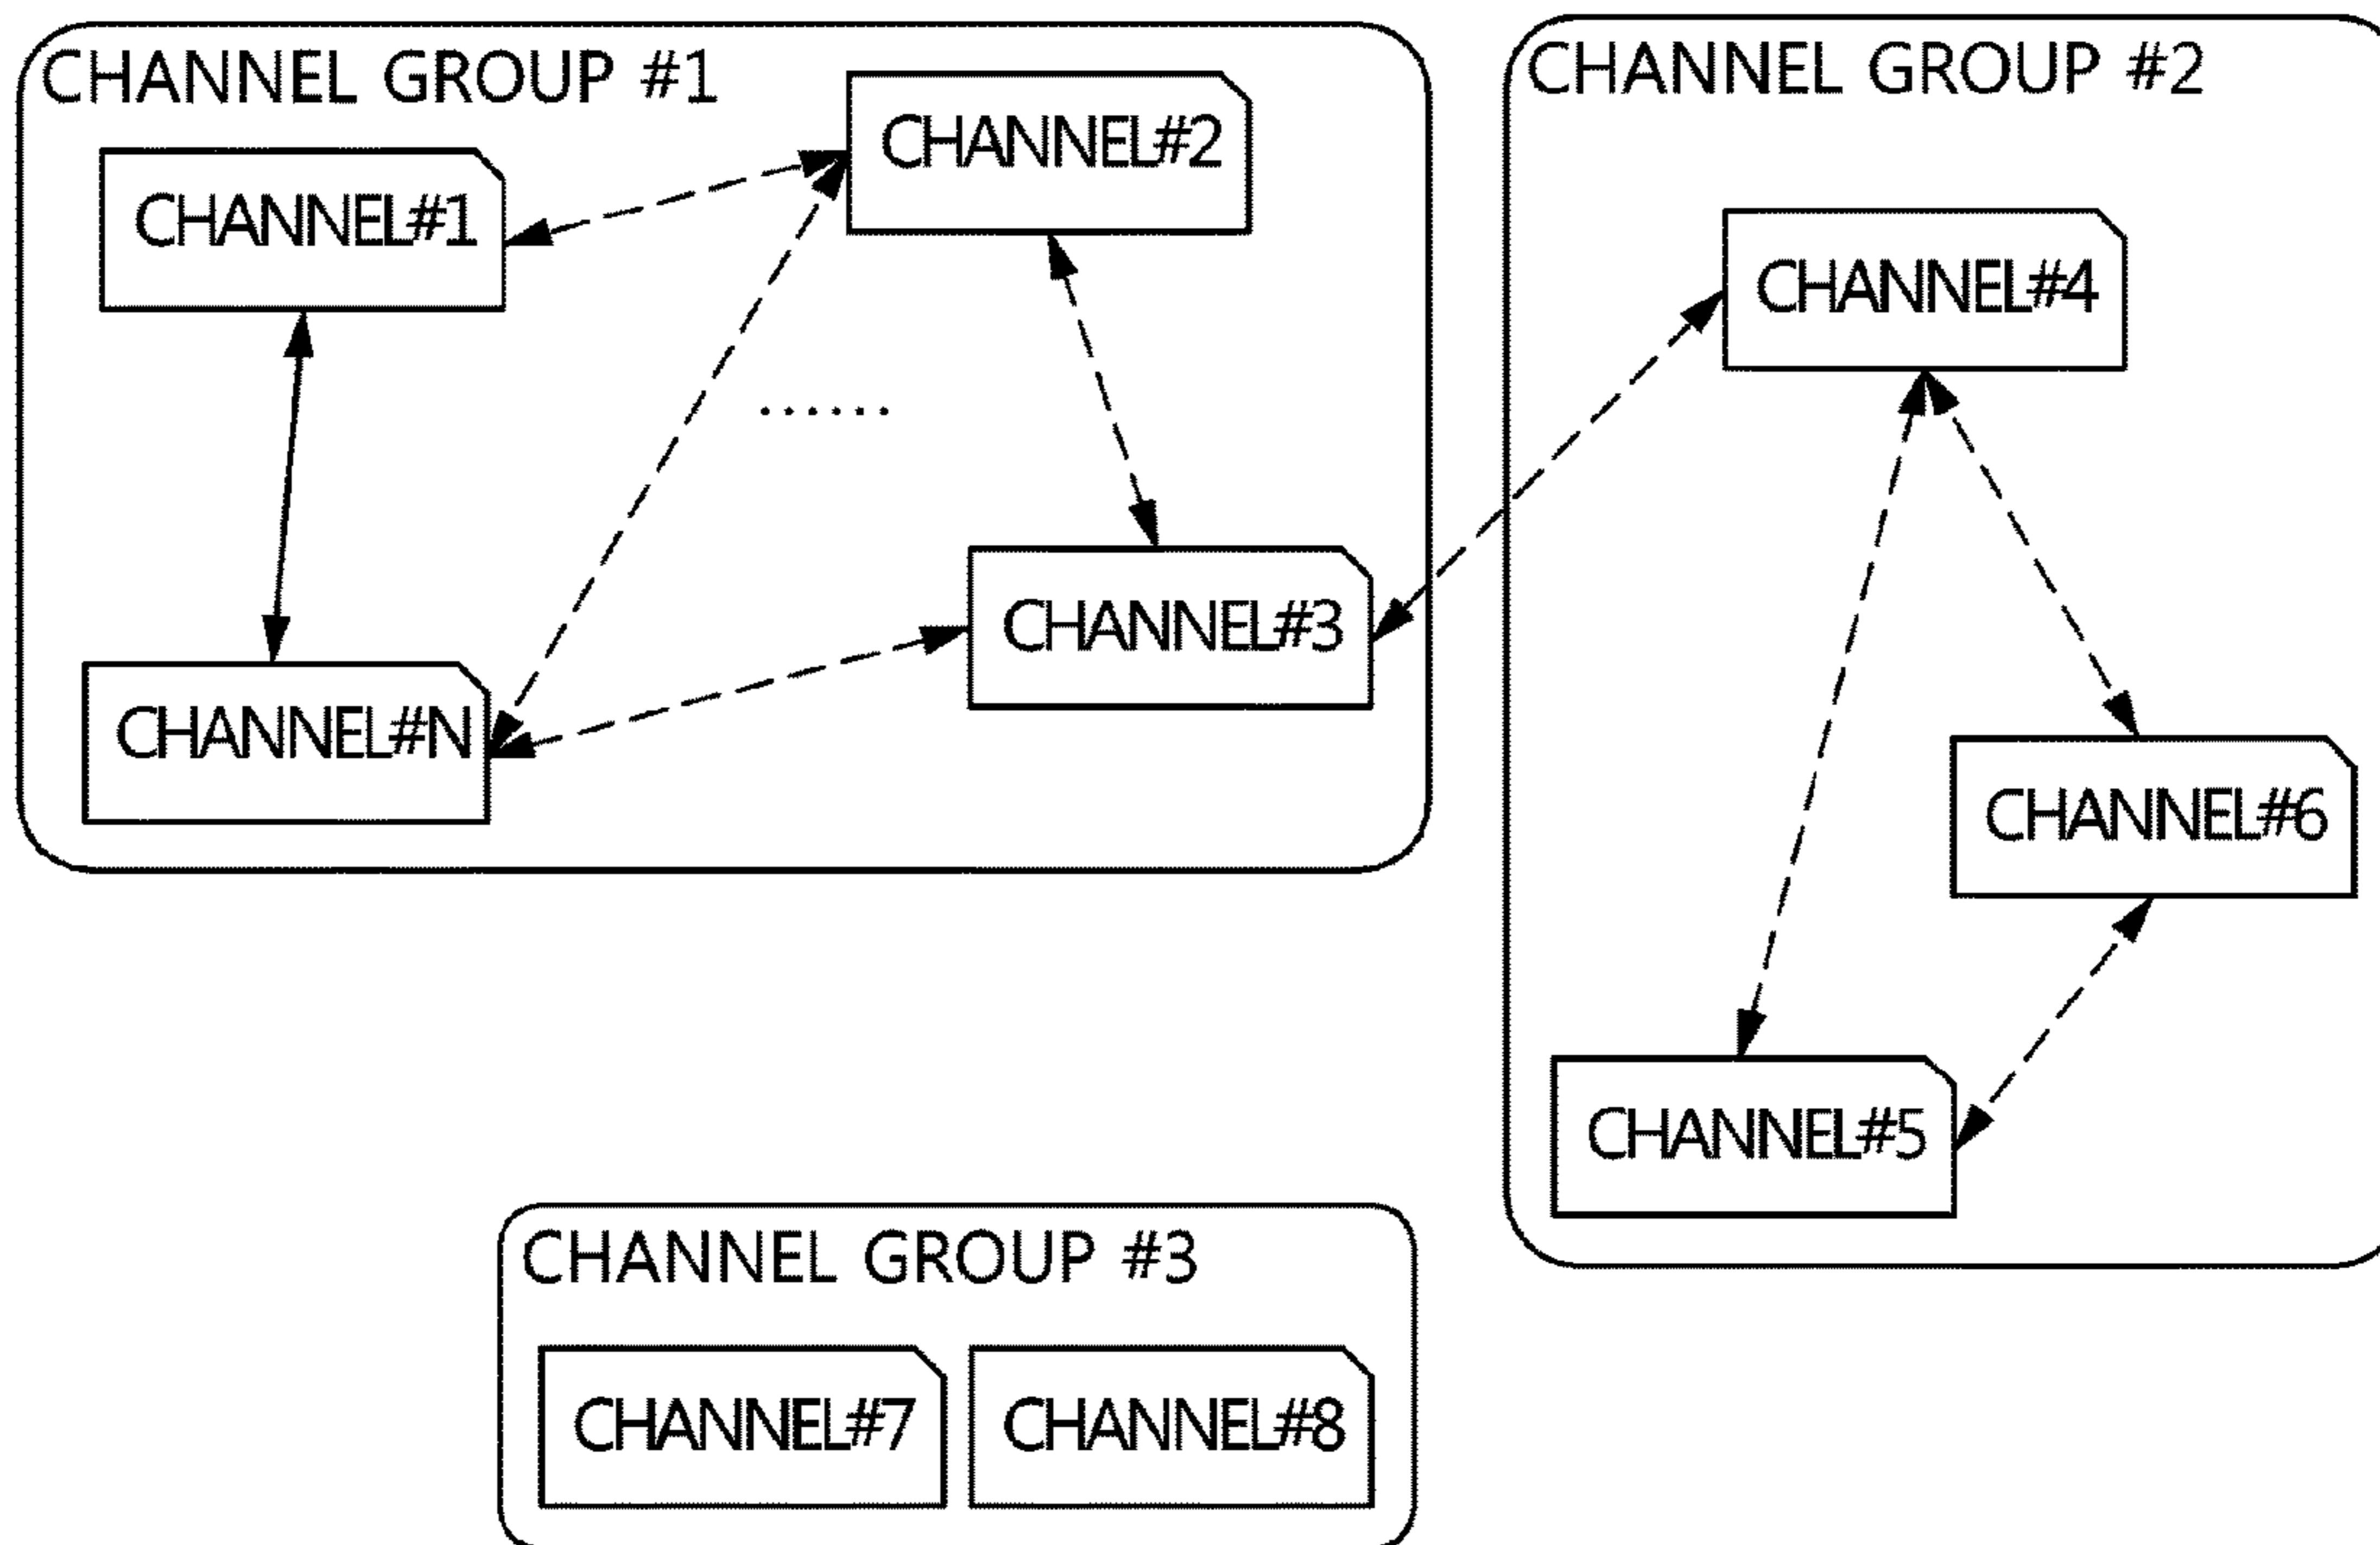 CHANNEL GROUP #1
CHANNEL#1
CHANNEL#2
......
CHANNEL#3
CHANNEL#N
CHANNEL GROUP #2
CHANNEL#4
CHANNEL#6
CHANNEL#5
CHANNEL GROUP #3
CHANNEL#7
CHANNEL#8